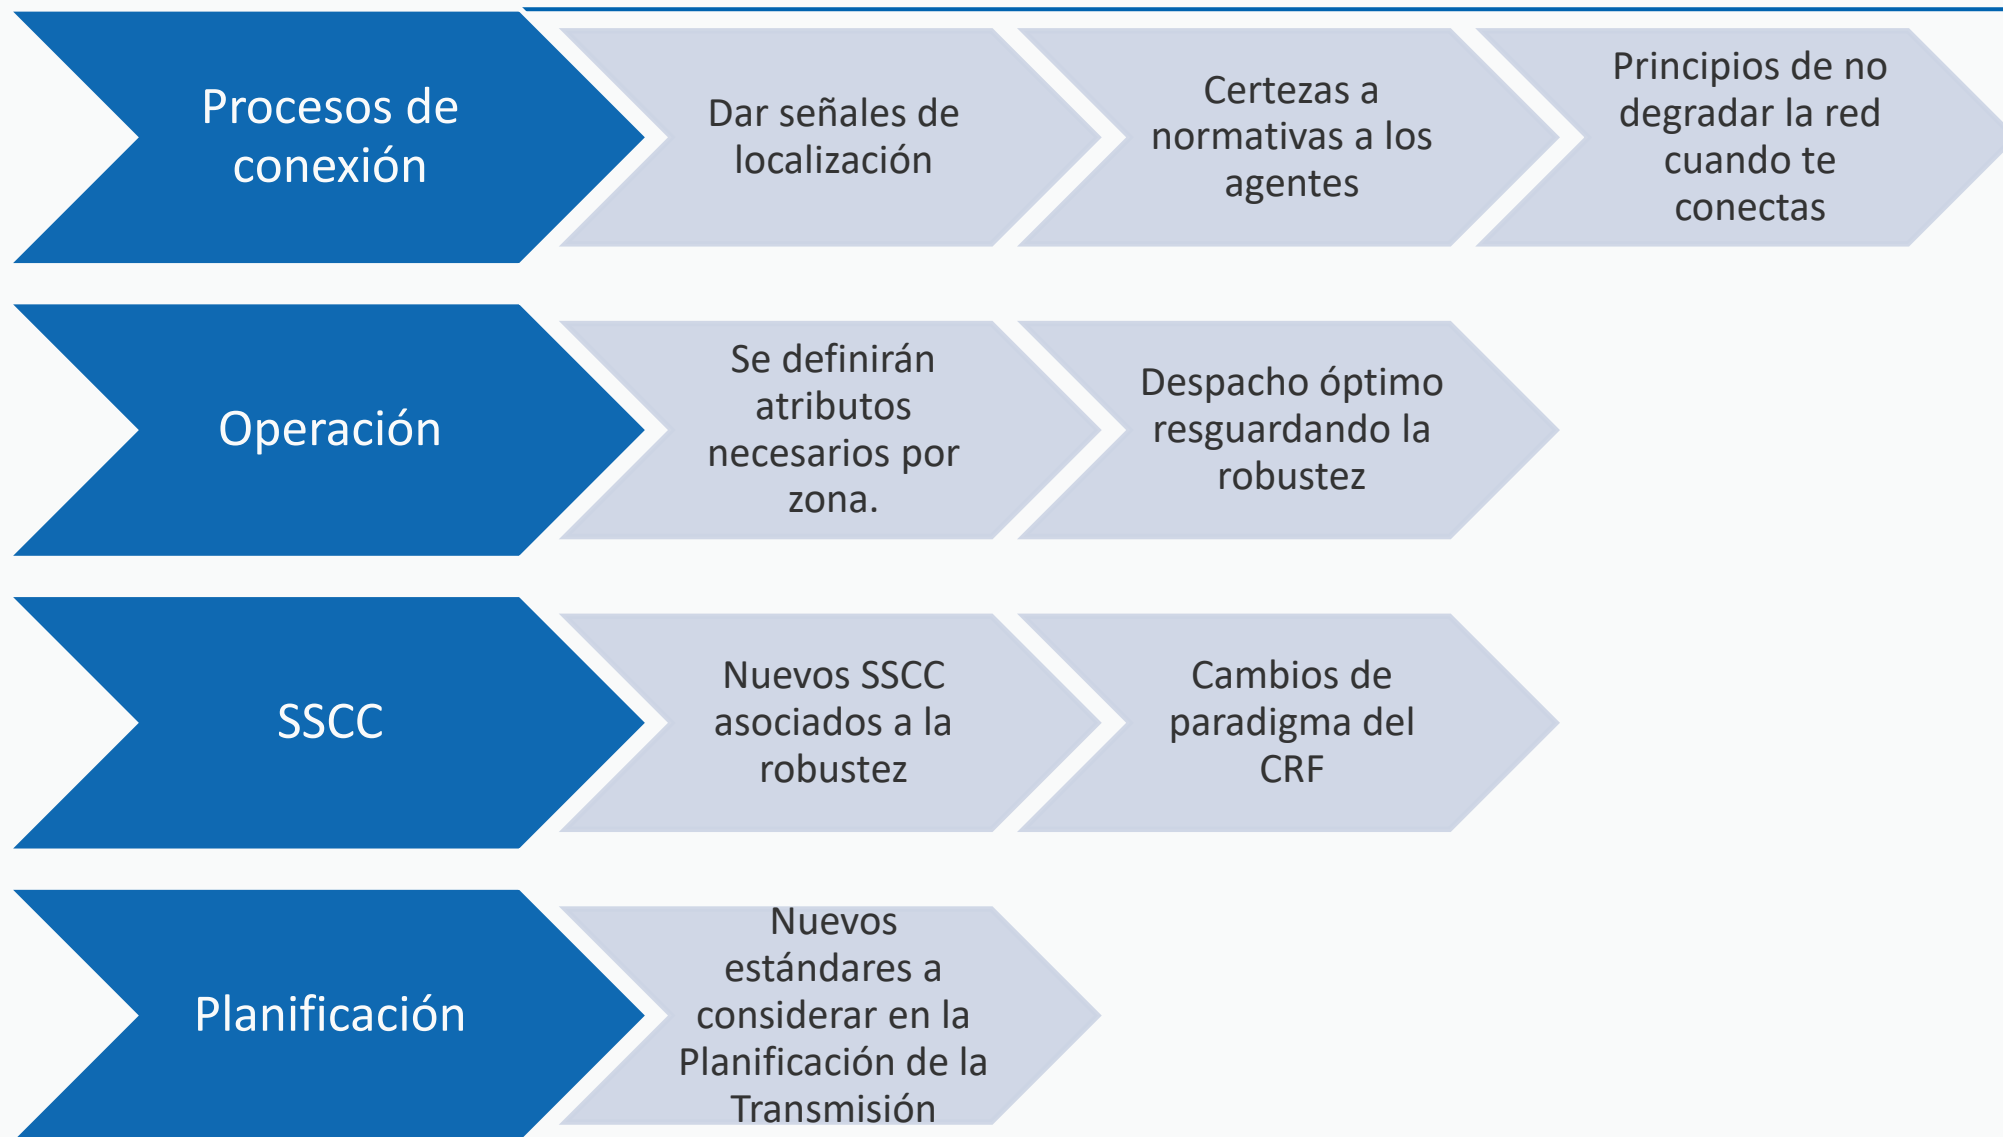 Procesos de
conexión
Dar señales de
localización
Certezas a
normativas a los
agentes
Principios de no
degradar la red
cuando te
conectas
Operación
Se definirán
atributos
necesarios por
zona.
Despacho óptimo
resguardando la
robustez
SSCC
Nuevos SSCC
asociados a la
robustez
Cambios de
paradigma del
CRF
Planificación
Nuevos
estándares a
considerar en la
Planificación de la
Transmisión